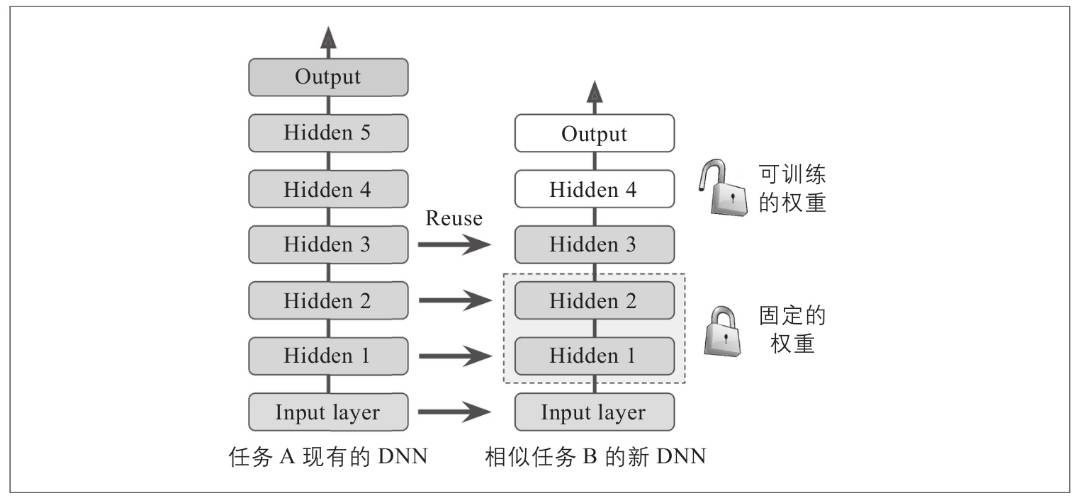 Output
Hidden 5
Hidden 4
Hidden 3
Hidden 2
Hidden 1
Input layer
任务 A 现有的 DNN
Reuse
Output
Hidden 4
Hidden 3
Hidden 2
Hidden 1
Input layer
相似任务 B 的新 DNN
可训练
的权重
固定的
权重